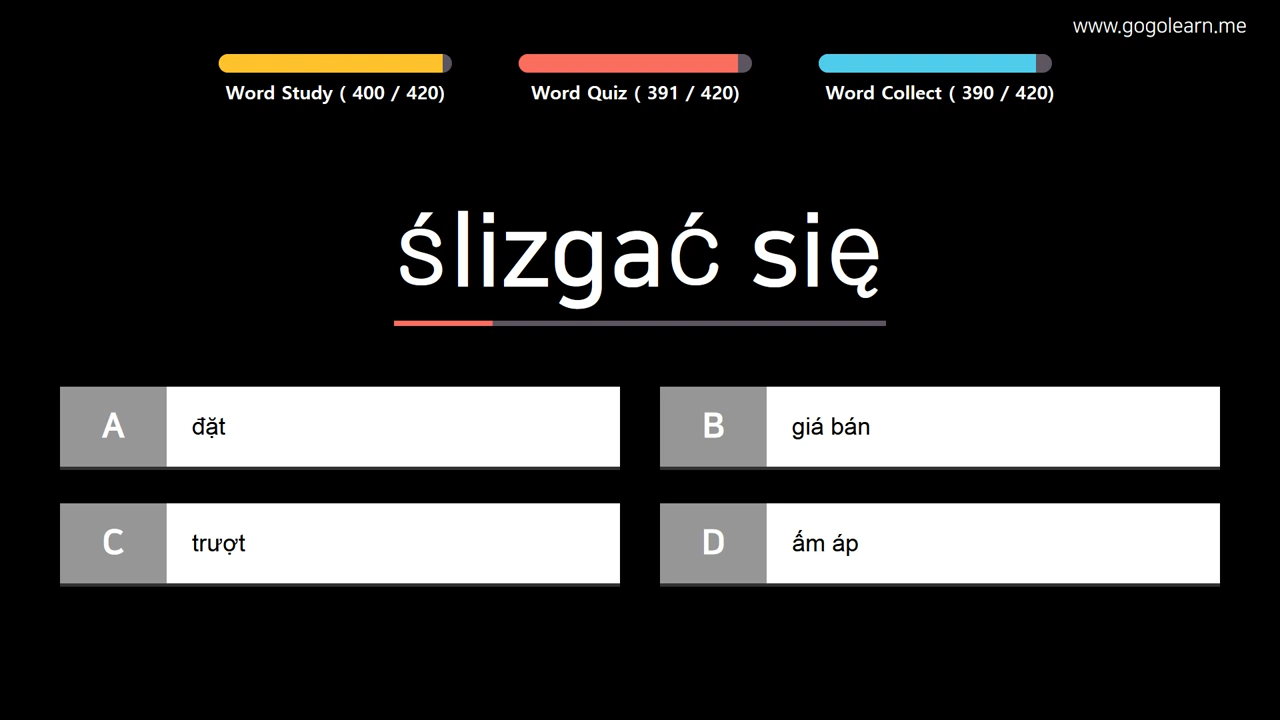 www.gogolearn.me
Word Study ( 400 / 420)
Word Quiz ( 391 / 420)
Word Collect ( 390 / 420)
ślizgać się
A
đặt
B
giá bán
C
trượt
D
ấm áp